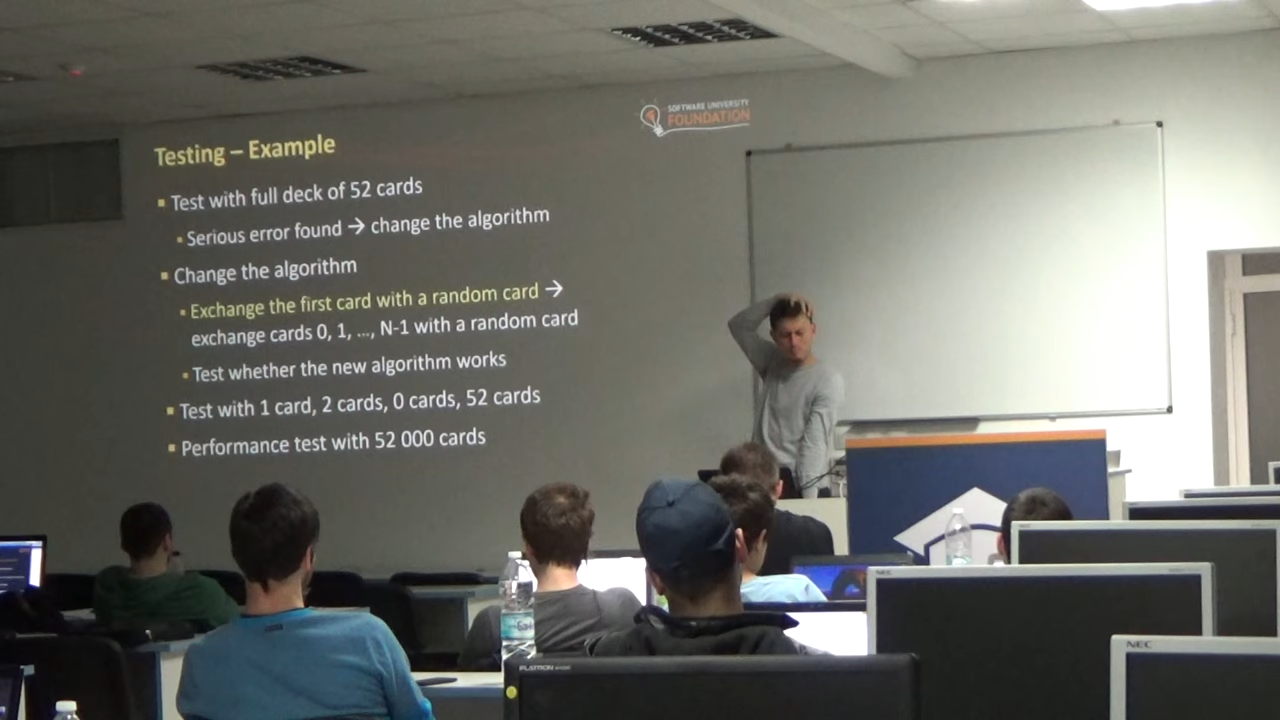 SOFTWARE UNIVERSITY
FOUNDATION
Testing – Example
▪ Test with full deck of 52 cards
▪ Serious error found → change the algorithm
▪ Change the algorithm
▪ Exchange the first card with a random card →
exchange cards 0, 1, …, N-1 with a random card
▪ Test whether the new algorithm works
▪ Test with 1 card, 2 cards, 0 cards, 52 cards
▪ Performance test with 52 000 cards
NEC
NEC
FLATRON